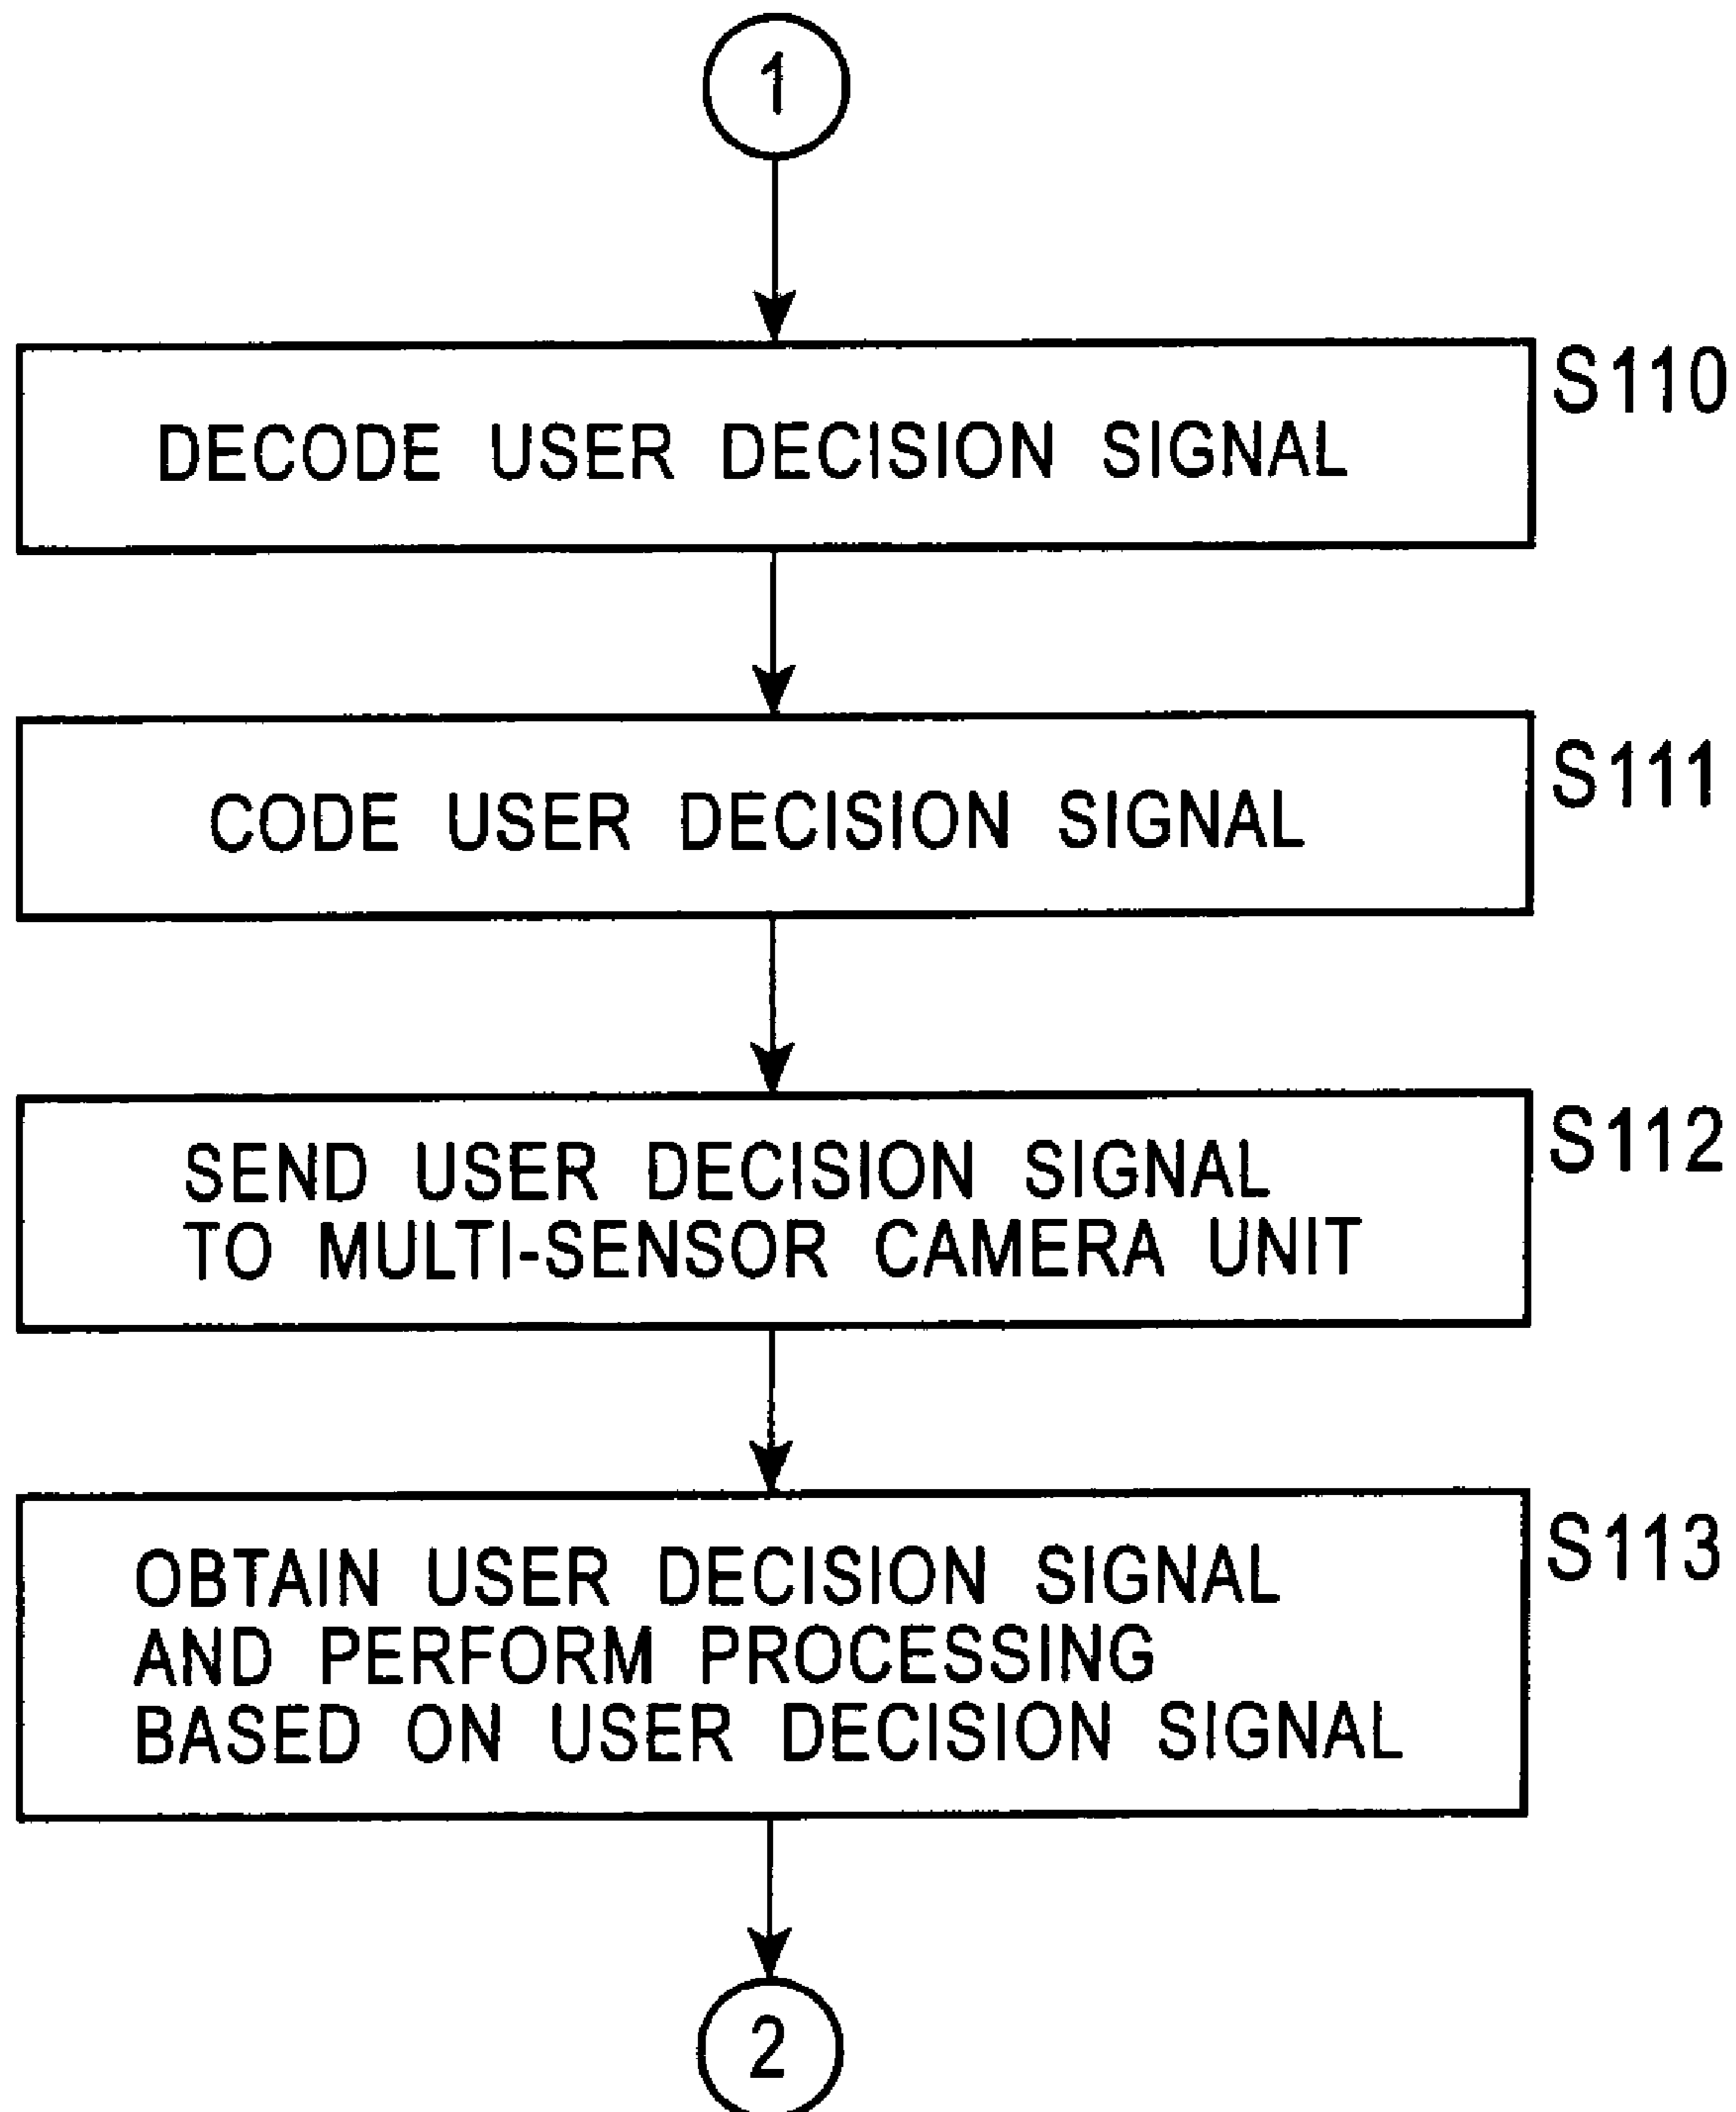 1
S110
DECODE USER DECISION SIGNAL
S111
CODE USER DECISION SIGNAL
S112
SEND USER DECISION SIGNAL
TO MULTI-SENSOR CAMERA UNIT
S113
OBTAIN USER DECISION SIGNAL
AND PERFORM PROCESSING
BASED ON USER DECISION SIGNAL
2